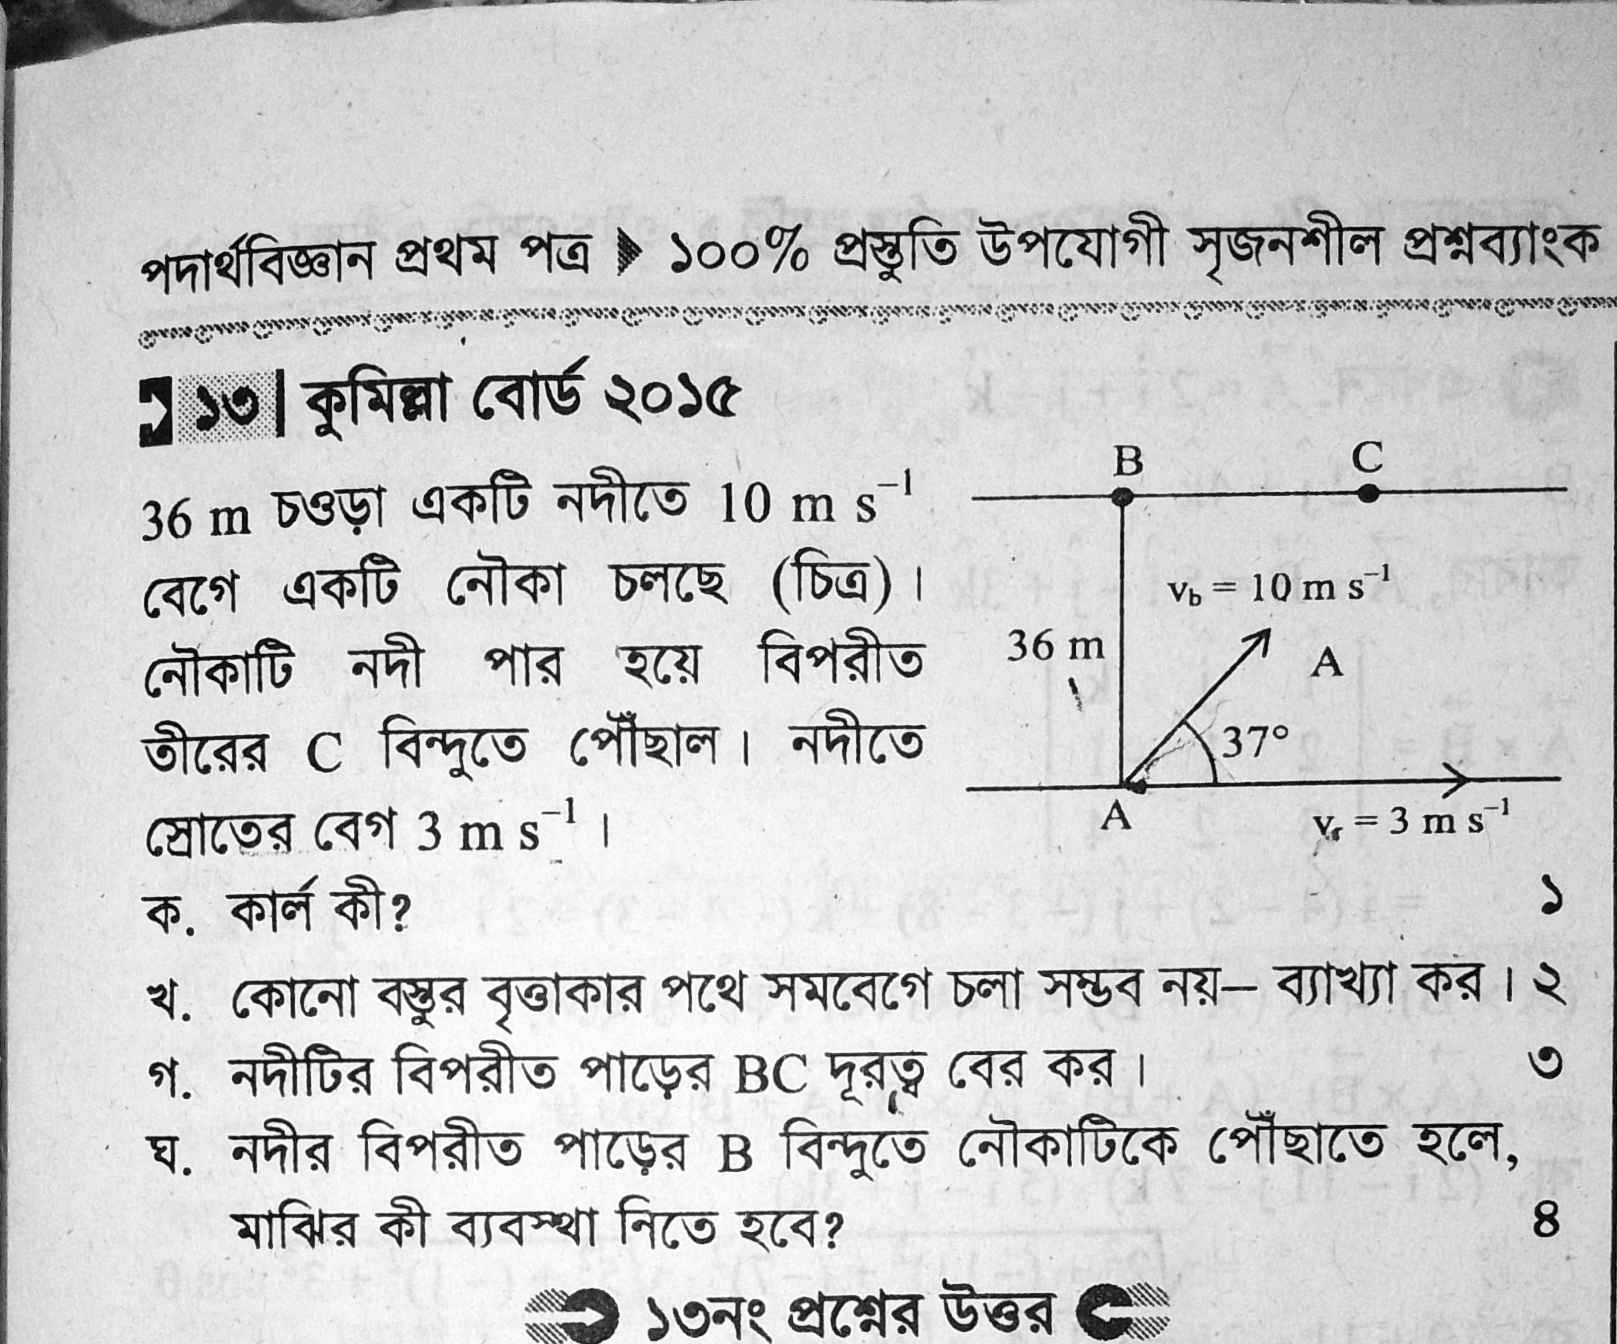 পদার্থবিজ্ঞান প্রথম পত্র ▶ ১০০% প্রস্তুতি উপযোগী সৃজনশীল প্রশ্নব্যাংক
১৩ | কুমিল্লা বোর্ড ২০১৫
36 m চওড়া একটি নদীতে 10 m s⁻¹
বেগে একটি নৌকা চলছে (চিত্র)।
নৌকাটি নদী পার হয়ে বিপরীত
তীরের C বিন্দুতে পৌঁছাল। নদীতে
স্রোতের বেগ 3 m s⁻¹।
B C
v_b = 10 m s⁻¹
36 m
A
37°
A
v_r = 3 m s⁻¹
ক. কার্ল কী? ১
খ. কোনো বস্তুর বৃত্তাকার পথে সমবেগে চলা সম্ভব নয়– ব্যাখ্যা কর। ২
গ. নদীটির বিপরীত পাড়ের BC দূরত্ব বের কর। ৩
ঘ. নদীর বিপরীত পাড়ের B বিন্দুতে নৌকাটিকে পৌঁছাতে হলে,
মাঝির কী ব্যবস্থা নিতে হবে? ৪
১৩নং প্রশ্নের উত্তর